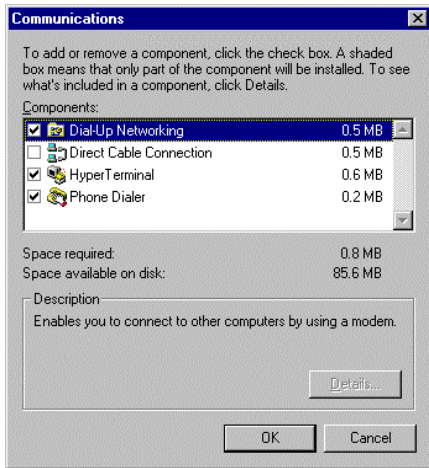 Communications
To add or remove a component, click the check box. A shaded
box means that only part of the component will be installed. To see
what's included in a component, click Details.
Components:
Dial-Up Networking 0.5 MB
Direct Cable Connection 0.5 MB
HyperTerminal 0.6 MB
Phone Dialer 0.2 MB
Space required: 0.8 MB
Space available on disk: 85.6 MB
Description
Enables you to connect to other computers by using a modem.
Details...
OK Cancel